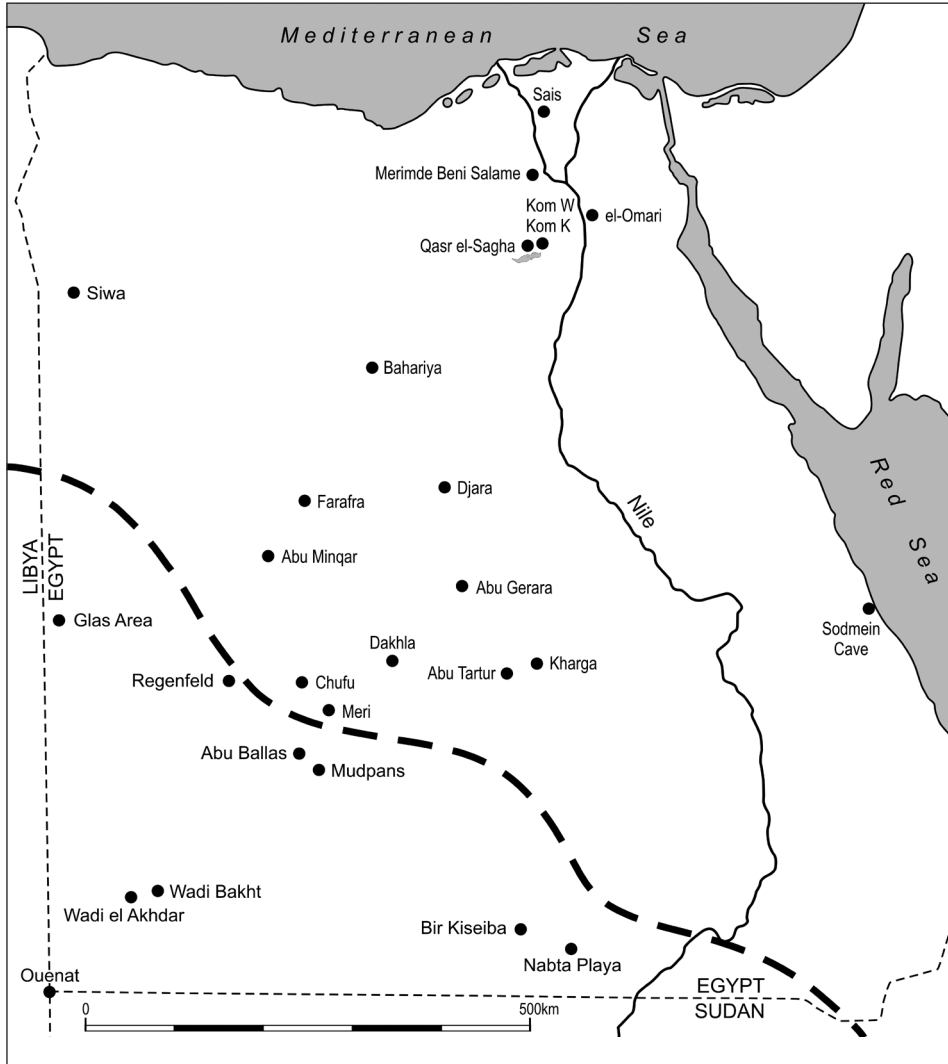 Mediterranean Sea
Sais
Merimde Beni Salame
Kom W
Kom K
el-Omari
Qasr el-Sagha
Siwa
Bahariya
Djara
Farafra
Nile
Red Sea
Abu Minqar
LIBYA
EGYPT
Abu Gerara
Glas Area
Sodmein
Cave
Dakhla
Kharga
Abu Tartur
Regenfeld
Chufu
Meri
Abu Ballas
Mudpans
Wadi Bakht
Wadi el Akhdar
Bir Kiseiba
Nabta Playa
Ouenat
EGYPT
SUDAN
0 500km